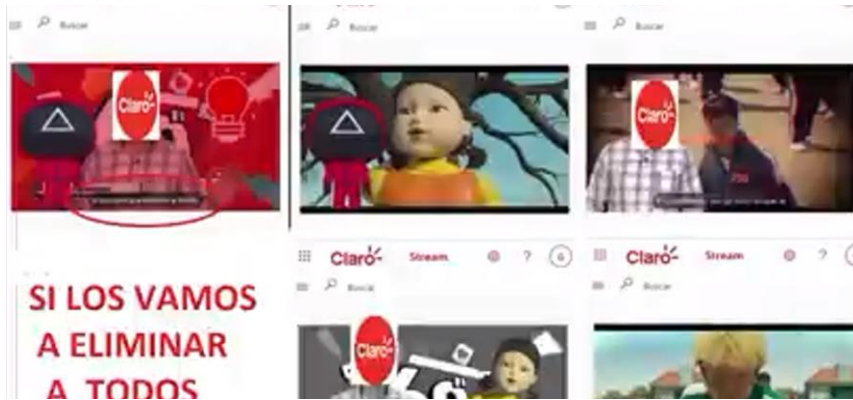 Buscar
Buscar
Buscar
Claro
Claro
Claro Stream ? G
Claro Stream ?
SI LOS VAMOS
A ELIMINAR
A TODOS
Buscar
Buscar
Claro